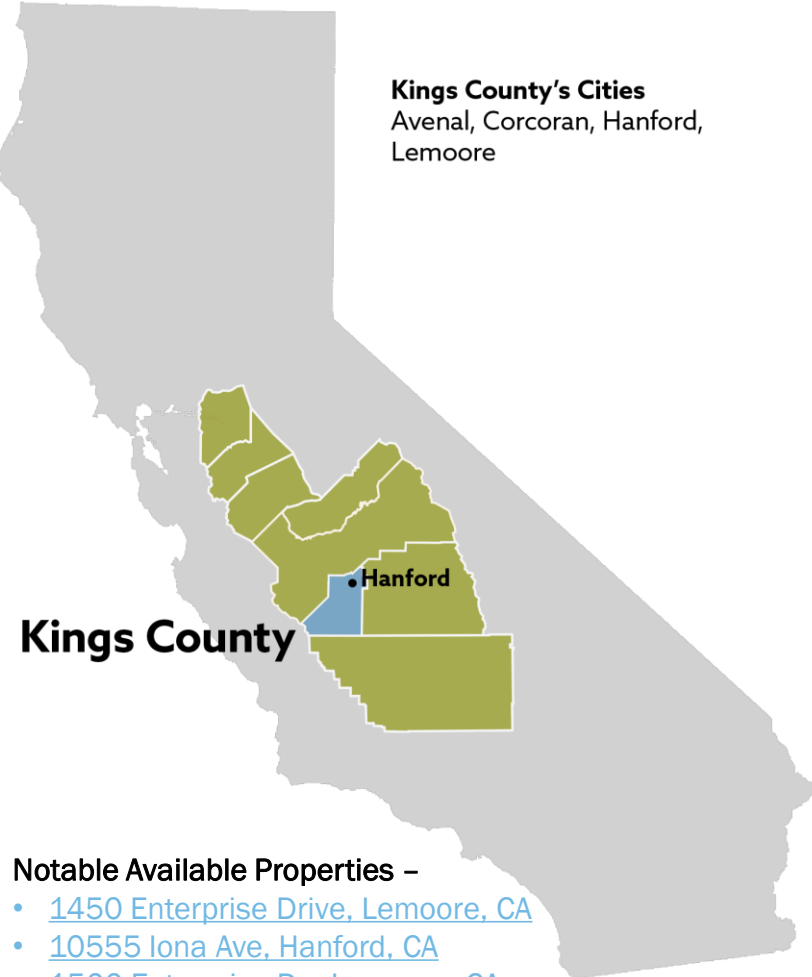 Kings County's Cities
Avenal, Corcoran, Hanford,
Lemoore
Hanford
Kings County
Notable Available Properties –
• 1450 Enterprise Drive, Lemoore, CA
• 10555 Iona Ave, Hanford, CA